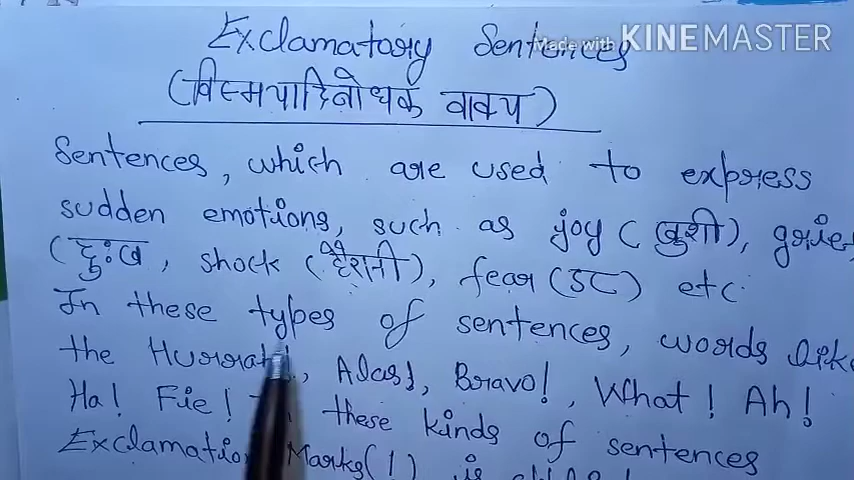 Exclamatory Sentences
Made with KINEMASTER
(विस्मयादिबोधक वाक्य)
Sentences, which are used to express
sudden emotions, such as joy (खुशी), grief
(दुःख, shock (हैरानी), fear (डर) etc.
In these types of sentences, words like
the Hurrah!, Alas!, Bravo!, What! Ah!
Ha! Fie! these kinds of sentences
Exclamation Marks(!) is